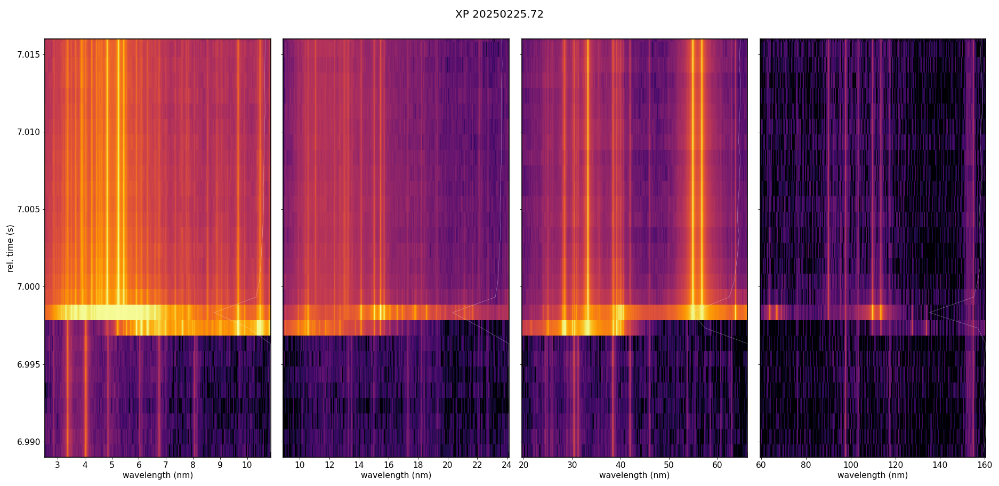 XP 20250225.72
rel. time (s)
7.015
7.010
7.005
7.000
6.995
6.990
3 4 5 6 7 8 9 10
10 12 14 16 18 20 22 24
20 30 40 50 60
60 80 100 120 140 160
wavelength (nm) wavelength (nm) wavelength (nm) wavelength (nm)